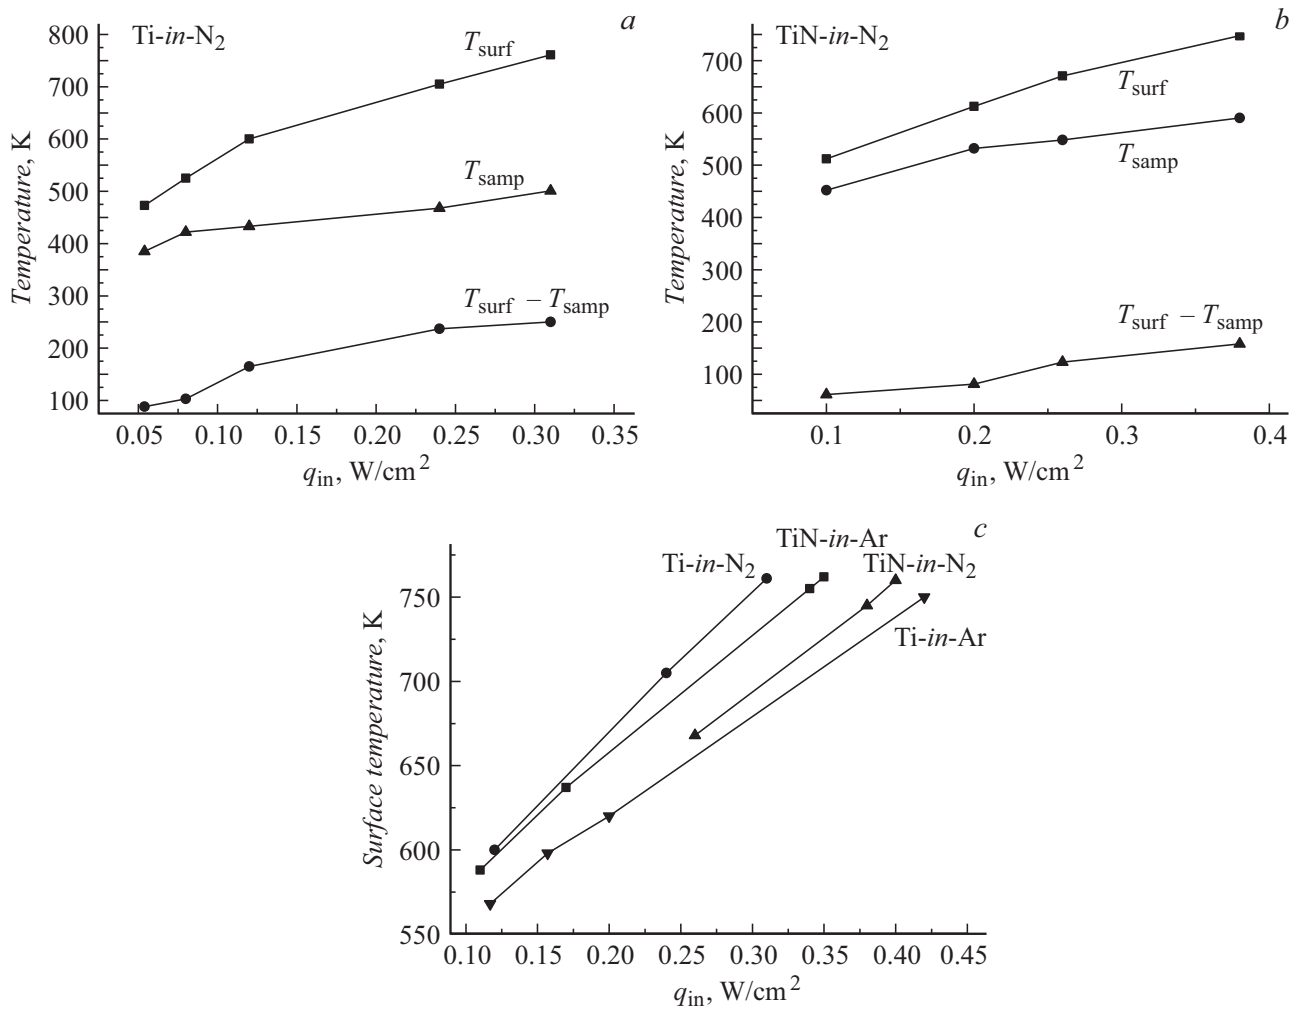 a
Ti-in-N2
Tsurf
Tsamp
Tsurf – Tsamp
Temperature, K
800
700
600
500
400
300
200
100
0.05 0.10 0.15 0.20 0.25 0.30 0.35
qin, W/cm2
b
TiN-in-N2
Tsurf
Tsamp
Tsurf – Tsamp
Temperature, K
700
600
500
400
300
200
100
0.1 0.2 0.3 0.4
qin, W/cm2
c
TiN-in-Ar
Ti-in-N2
TiN-in-N2
Ti-in-Ar
Surface temperature, K
750
700
650
600
550
0.10 0.15 0.20 0.25 0.30 0.35 0.40 0.45
qin, W/cm2